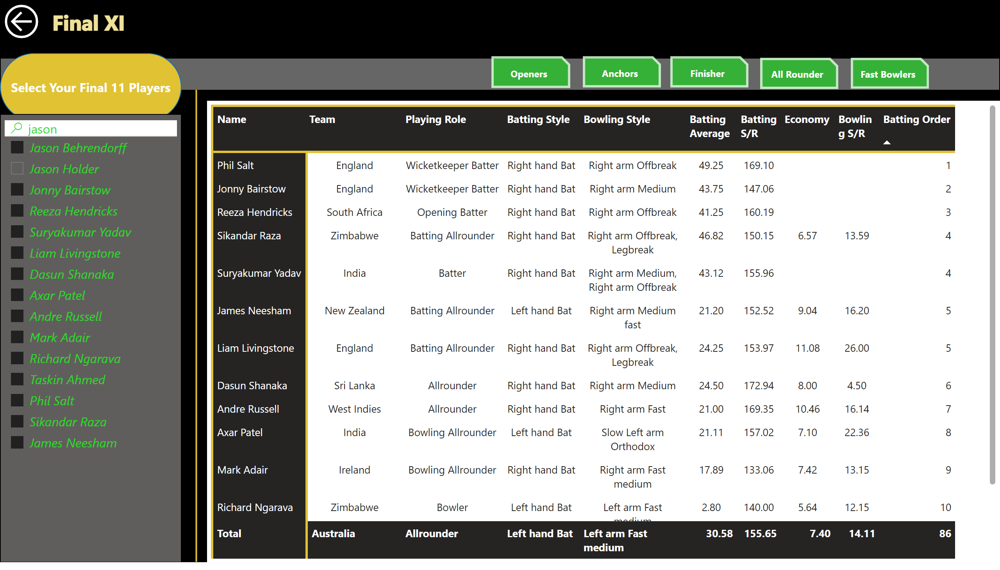 Final XI
Select Your Final 11 Players
Openers
Anchors
Finisher
All Rounder
Fast Bowlers
jason
Jason Behrendorff
Jason Holder
Jonny Bairstow
Reeza Hendricks
Suryakumar Yadav
Liam Livingstone
Dasun Shanaka
Axar Patel
Andre Russell
Mark Adair
Richard Ngarava
Taskin Ahmed
Phil Salt
Sikandar Raza
James Neesham
Name Team Playing Role Batting Style Bowling Style Batting Batting Economy Bowlin Batting Order
Average S/R g S/R
Phil Salt England Wicketkeeper Batter Right hand Bat Right arm Offbreak 49.25 169.10 1
Jonny Bairstow England Wicketkeeper Batter Right hand Bat Right arm Medium 43.75 147.06 2
Reeza Hendricks South Africa Opening Batter Right hand Bat Right arm Offbreak 41.25 160.19 3
Sikandar Raza Zimbabwe Batting Allrounder Right hand Bat Right arm Offbreak, 46.82 150.15 6.57 13.59 4
Legbreak
Suryakumar Yadav India Batter Right hand Bat Right arm Medium, 43.12 155.96 4
Right arm Offbreak
James Neesham New Zealand Batting Allrounder Left hand Bat Right arm Medium 21.20 152.52 9.04 16.20 5
fast
Liam Livingstone England Batting Allrounder Right hand Bat Right arm Offbreak, 24.25 153.97 11.08 26.00 5
Legbreak
Dasun Shanaka Sri Lanka Allrounder Right hand Bat Right arm Medium 24.50 172.94 8.00 4.50 6
Andre Russell West Indies Allrounder Right hand Bat Right arm Fast 21.00 169.35 10.46 16.14 7
Axar Patel India Bowling Allrounder Left hand Bat Slow Left arm 21.11 157.02 7.10 22.36 8
Orthodox
Mark Adair Ireland Bowling Allrounder Right hand Bat Right arm Fast 17.89 133.06 7.42 13.15 9
medium
Richard Ngarava Zimbabwe Bowler Left hand Bat Left arm Fast 2.80 140.00 5.64 12.15 10
Total Australia Allrounder Left hand Bat Left arm Fast 30.58 155.65 7.40 14.11 86
medium